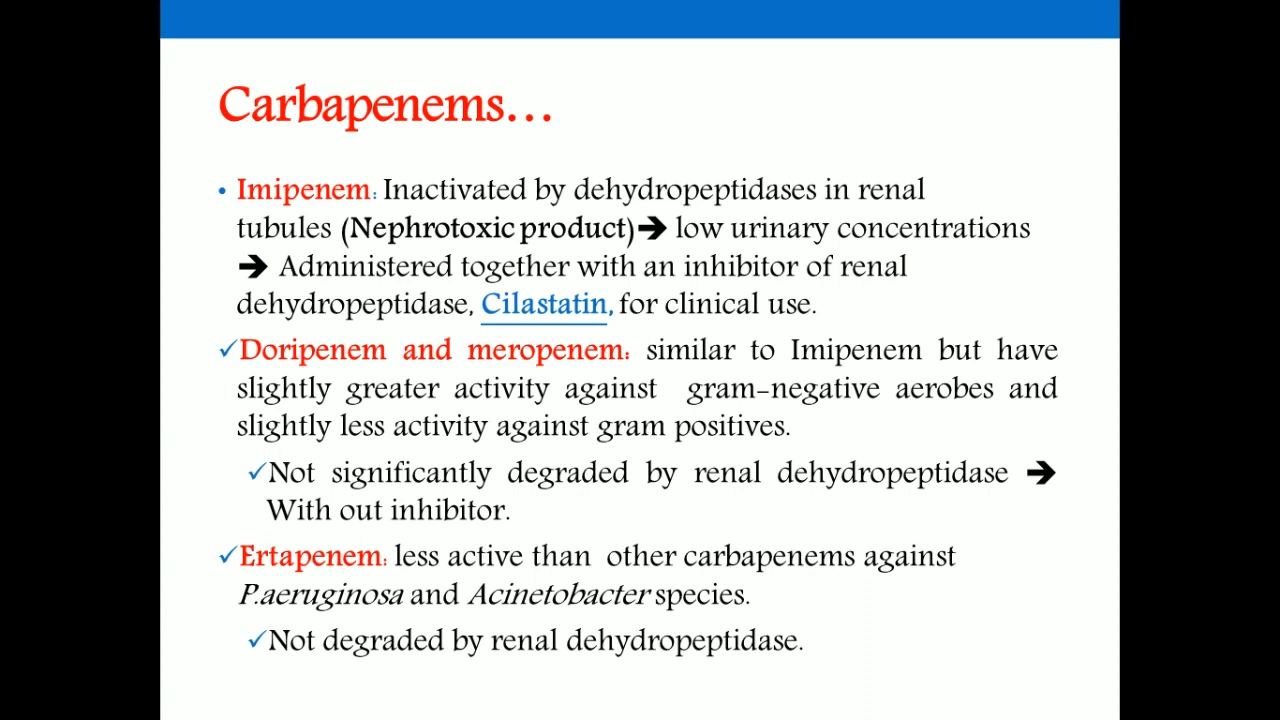 Carbapenems...
• Imipenem: Inactivated by dehydropeptidases in renal
tubules (Nephrotoxic product)➔ low urinary concentrations
➔ Administered together with an inhibitor of renal
dehydropeptidase, Cilastatin, for clinical use.
✓Doripenem and meropenem: similar to Imipenem but have
slightly greater activity against gram-negative aerobes and
slightly less activity against gram positives.
✓Not significantly degraded by renal dehydropeptidase ➔
With out inhibitor.
✓Ertapenem: less active than other carbapenems against
P.aeruginosa and Acinetobacter species.
✓Not degraded by renal dehydropeptidase.